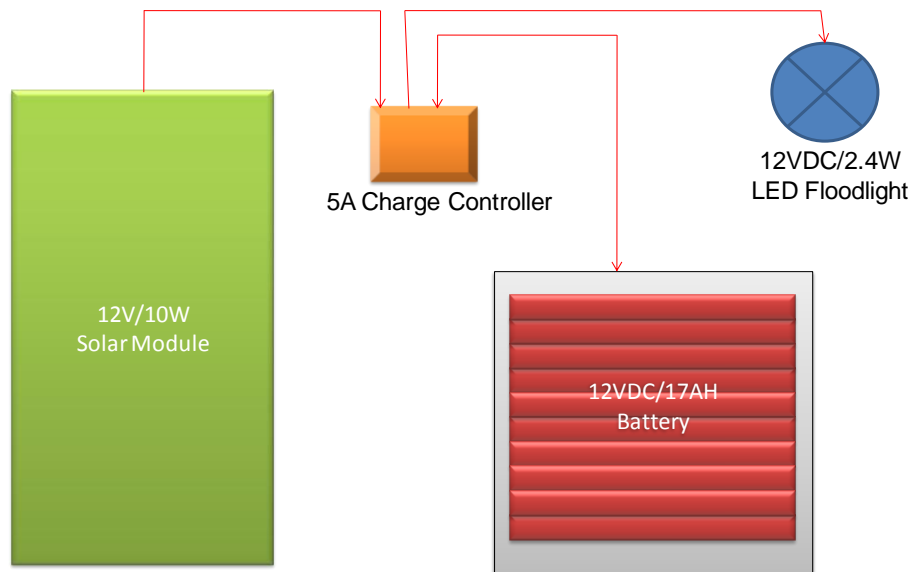 12VDC/2.4W
LED Floodlight
5A Charge Controller
12V/10W
Solar Module
12VDC/17AH
Battery